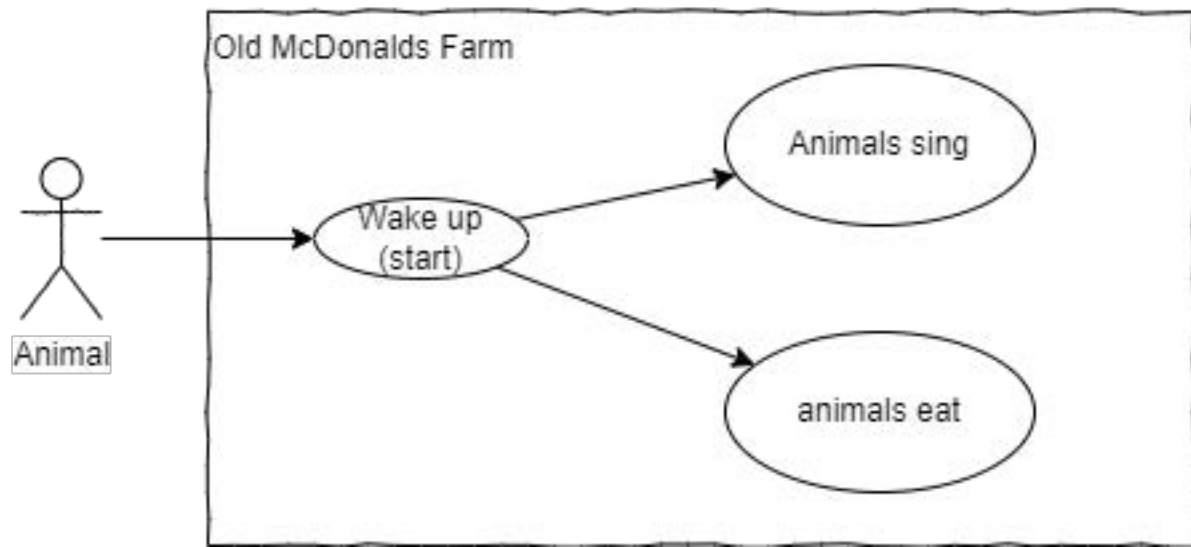 Old McDonalds Farm
Animals sing
Wake up
(start)
Animal
animals eat